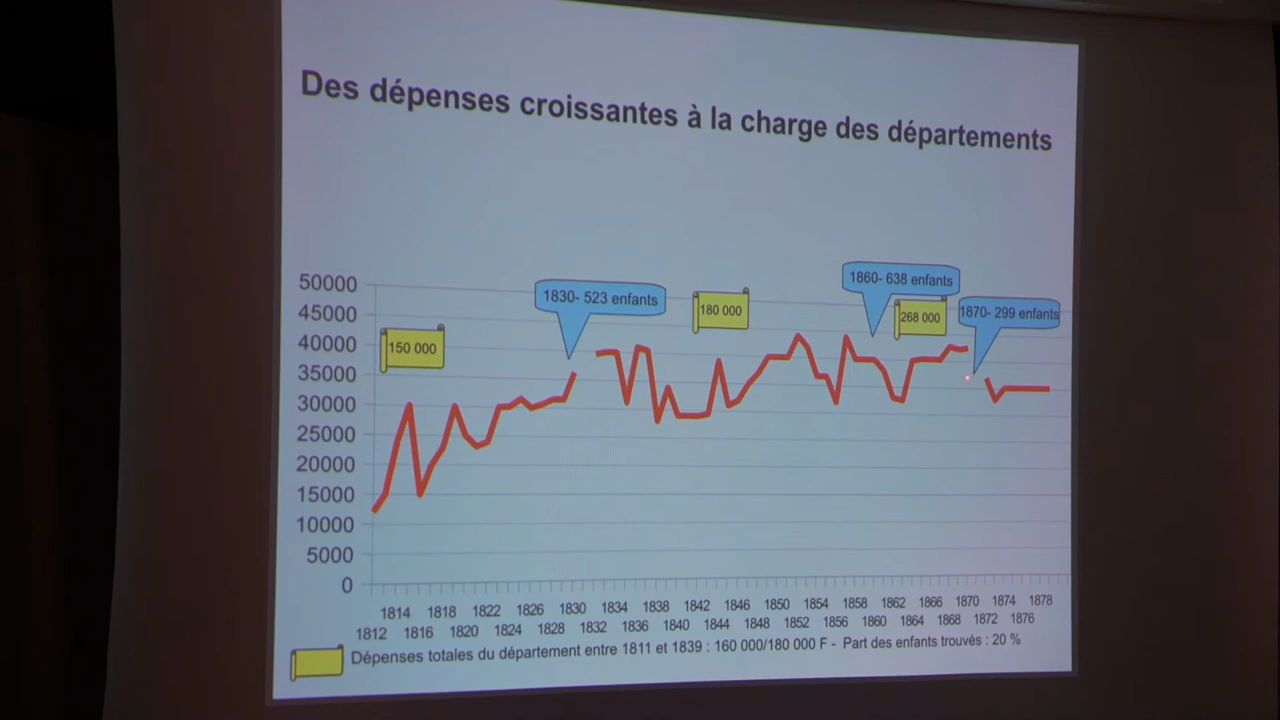 Des dépenses croissantes à la charge des départements
50000
45000
40000
35000
30000
25000
20000
15000
10000
5000
0
150 000
1830- 523 enfants
180 000
1860- 638 enfants
268 000
1870- 299 enfants
1814 1818 1822 1826 1830 1834 1838 1842 1846 1850 1854 1858 1862 1866 1870 1874 1878
1812 1816 1820 1824 1828 1832 1836 1840 1844 1848 1852 1856 1860 1864 1868 1872 1876
Dépenses totales du département entre 1811 et 1839 : 160 000/180 000 F - Part des enfants trouvés : 20 %